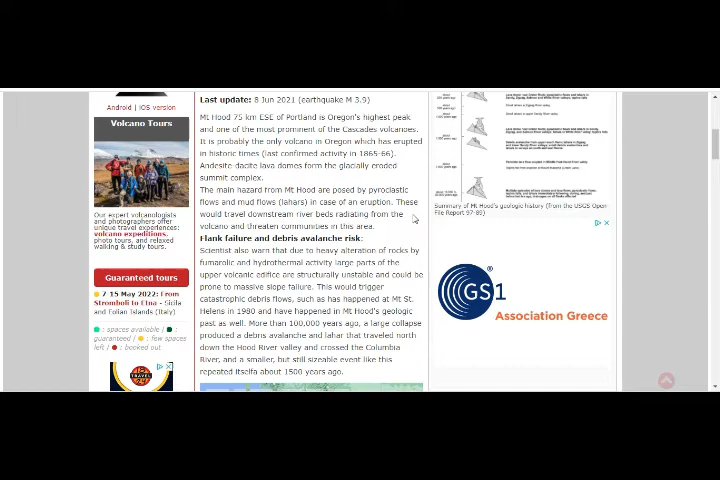 Android | iOS version
Volcano Tours
Our expert volcanologists
and photographers offer
unique travel experiences:
volcano expeditions,
photo tours, and relaxed
walking & study tours.
Guaranteed tours
7-15 May 2022: From
Stromboli to Etna - Sicila
and Eolian Islands (Italy)
: spaces available / :
guaranteed / : few spaces
left / : booked out
TRAVEL
Last update: 8 Jun 2021 (earthquake M 3.9)
Mt Hood 75 km ESE of Portland is Oregon's highest peak
and one of the most prominent of the Cascades volcanoes.
It is probably the only volcano in Oregon which has erupted
in historic times (last confirmed activity in 1865-66).
Andesite-dacite lava domes form the glacially eroded
summit complex.
The main hazard from Mt Hood are posed by pyroclastic
flows and mud flows (lahars) in case of an eruption. These
would travel downstream river beds radiating from the
volcano and threaten communities in this area.
Flank failure and debris avalanche risk:
Scientist also warn that due to heavy alteration of rocks by
fumarolic and hydrothermal activity large parts of the
upper volcanic edifice are structurally unstable and could be
prone to massive slope failure. This would trigger
catastrophic debris flows, such as has happened at Mt St.
Helens in 1980 and have happened in Mt Hood's geologic
past as well. More than 100,000 years ago, a large collapse
produced a debris avalanche and lahar that traveled north
down the Hood River valley and crossed the Columbia
River, and a smaller, but still sizeable event like this
repeated itselfa about 1500 years ago.
Summary of Mt Hood's geologic history (from the USGS Open
File Report 97-89)
GS1
®
Association Greece